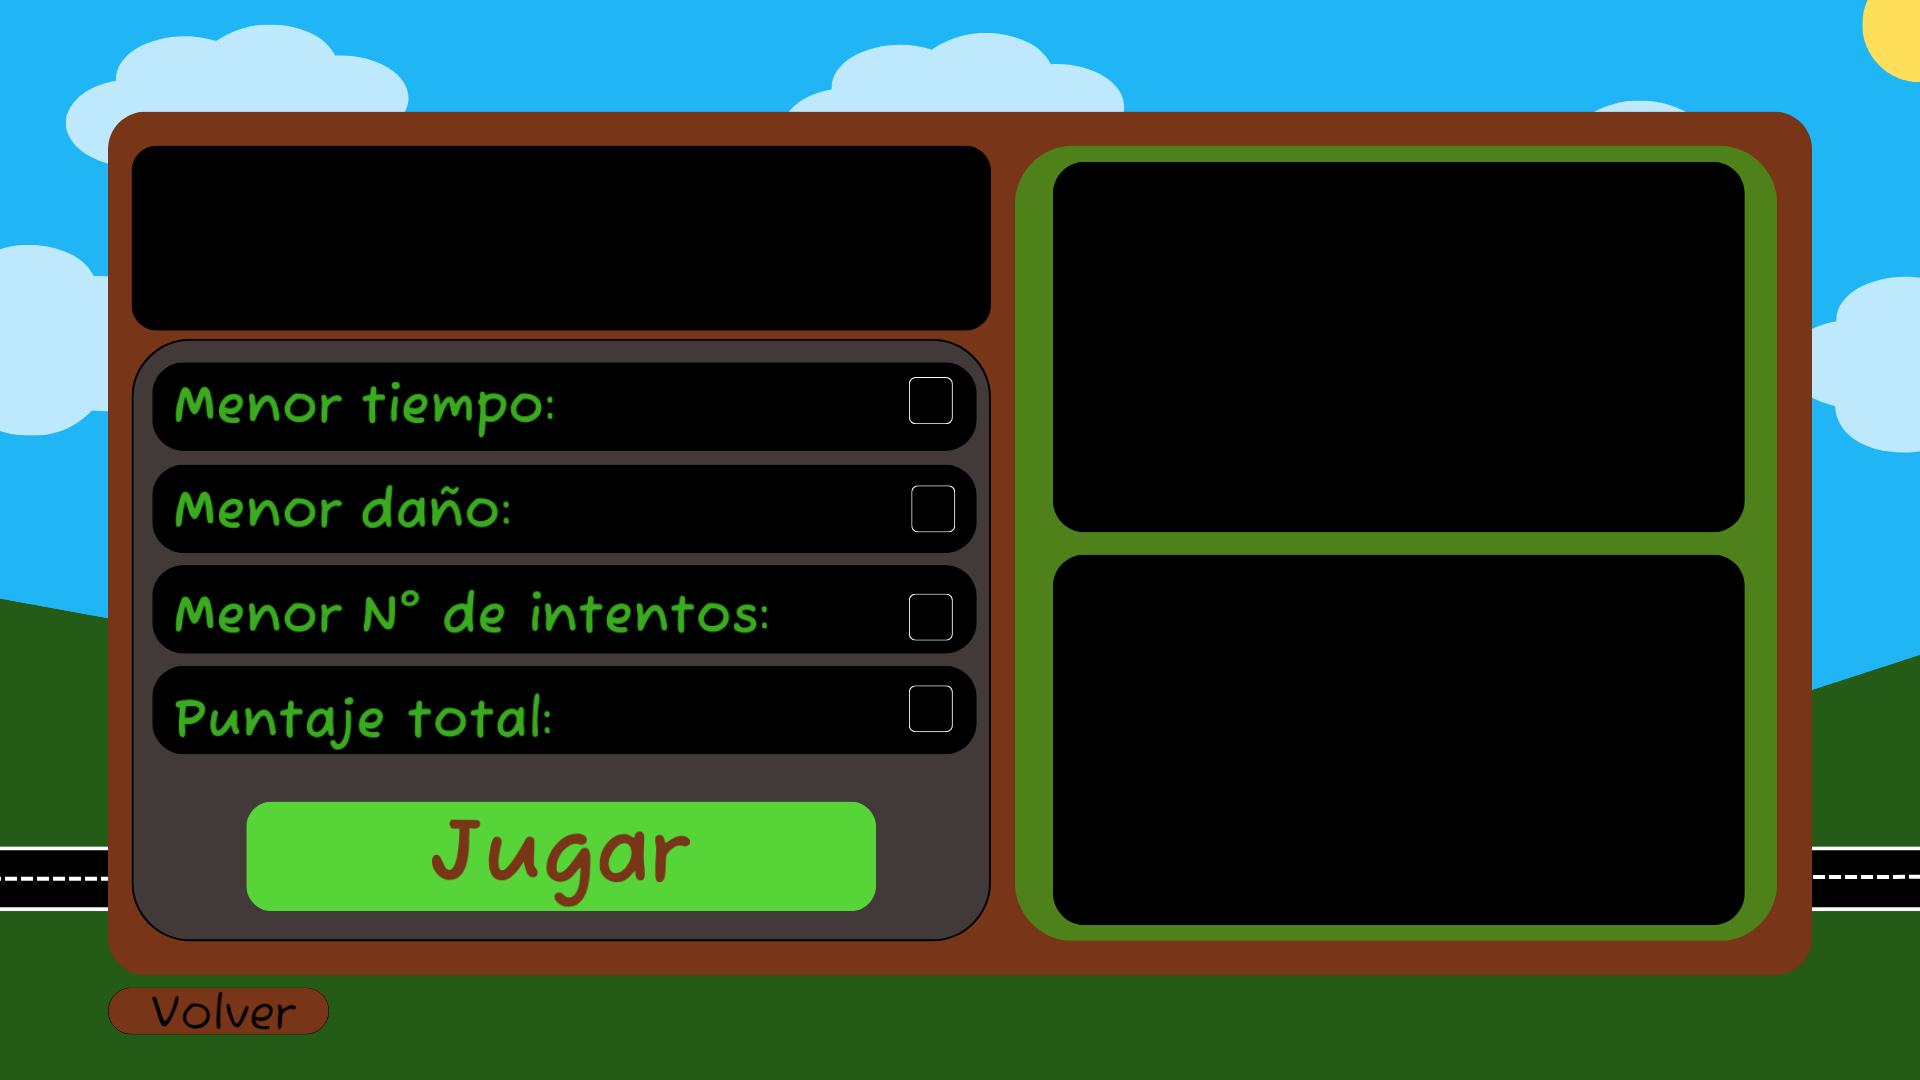 Menor tiempo:
Menor daño:
Menor N° de intentos:
Puntaje total:
Jugar
Volver